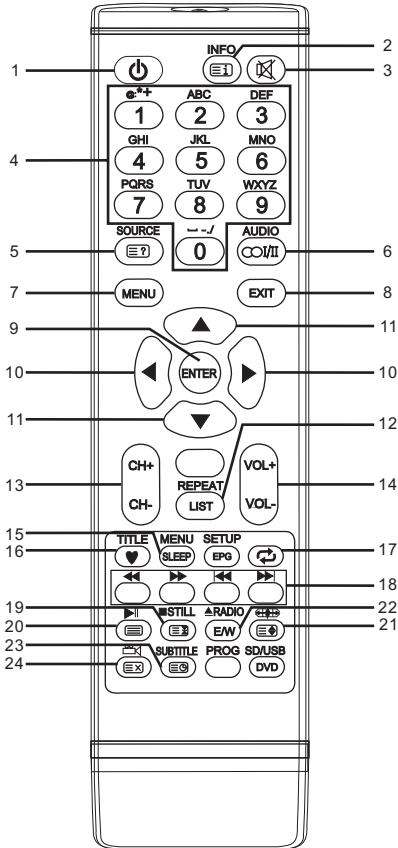 INFO
2
1
3
@:*+ ABC DEF
1 2 3
4
GHI JKL MNO
4 5 6
PQRS TUV WXYZ
7 8 9
SOURCE -./ AUDIO
5
? 0 I/II
6
7
MENU EXIT
8
9
11
10
ENTER
10
11
12
CH+ VOL+
13
REPEAT
14
CH- LIST VOL-
15
TITLE MENU SETUP
16
SLEEP EPG
17
18
19
STILL RADIO
22
20
E/W
21
23
SUBTITLE PROG SD/USB
24
DVD